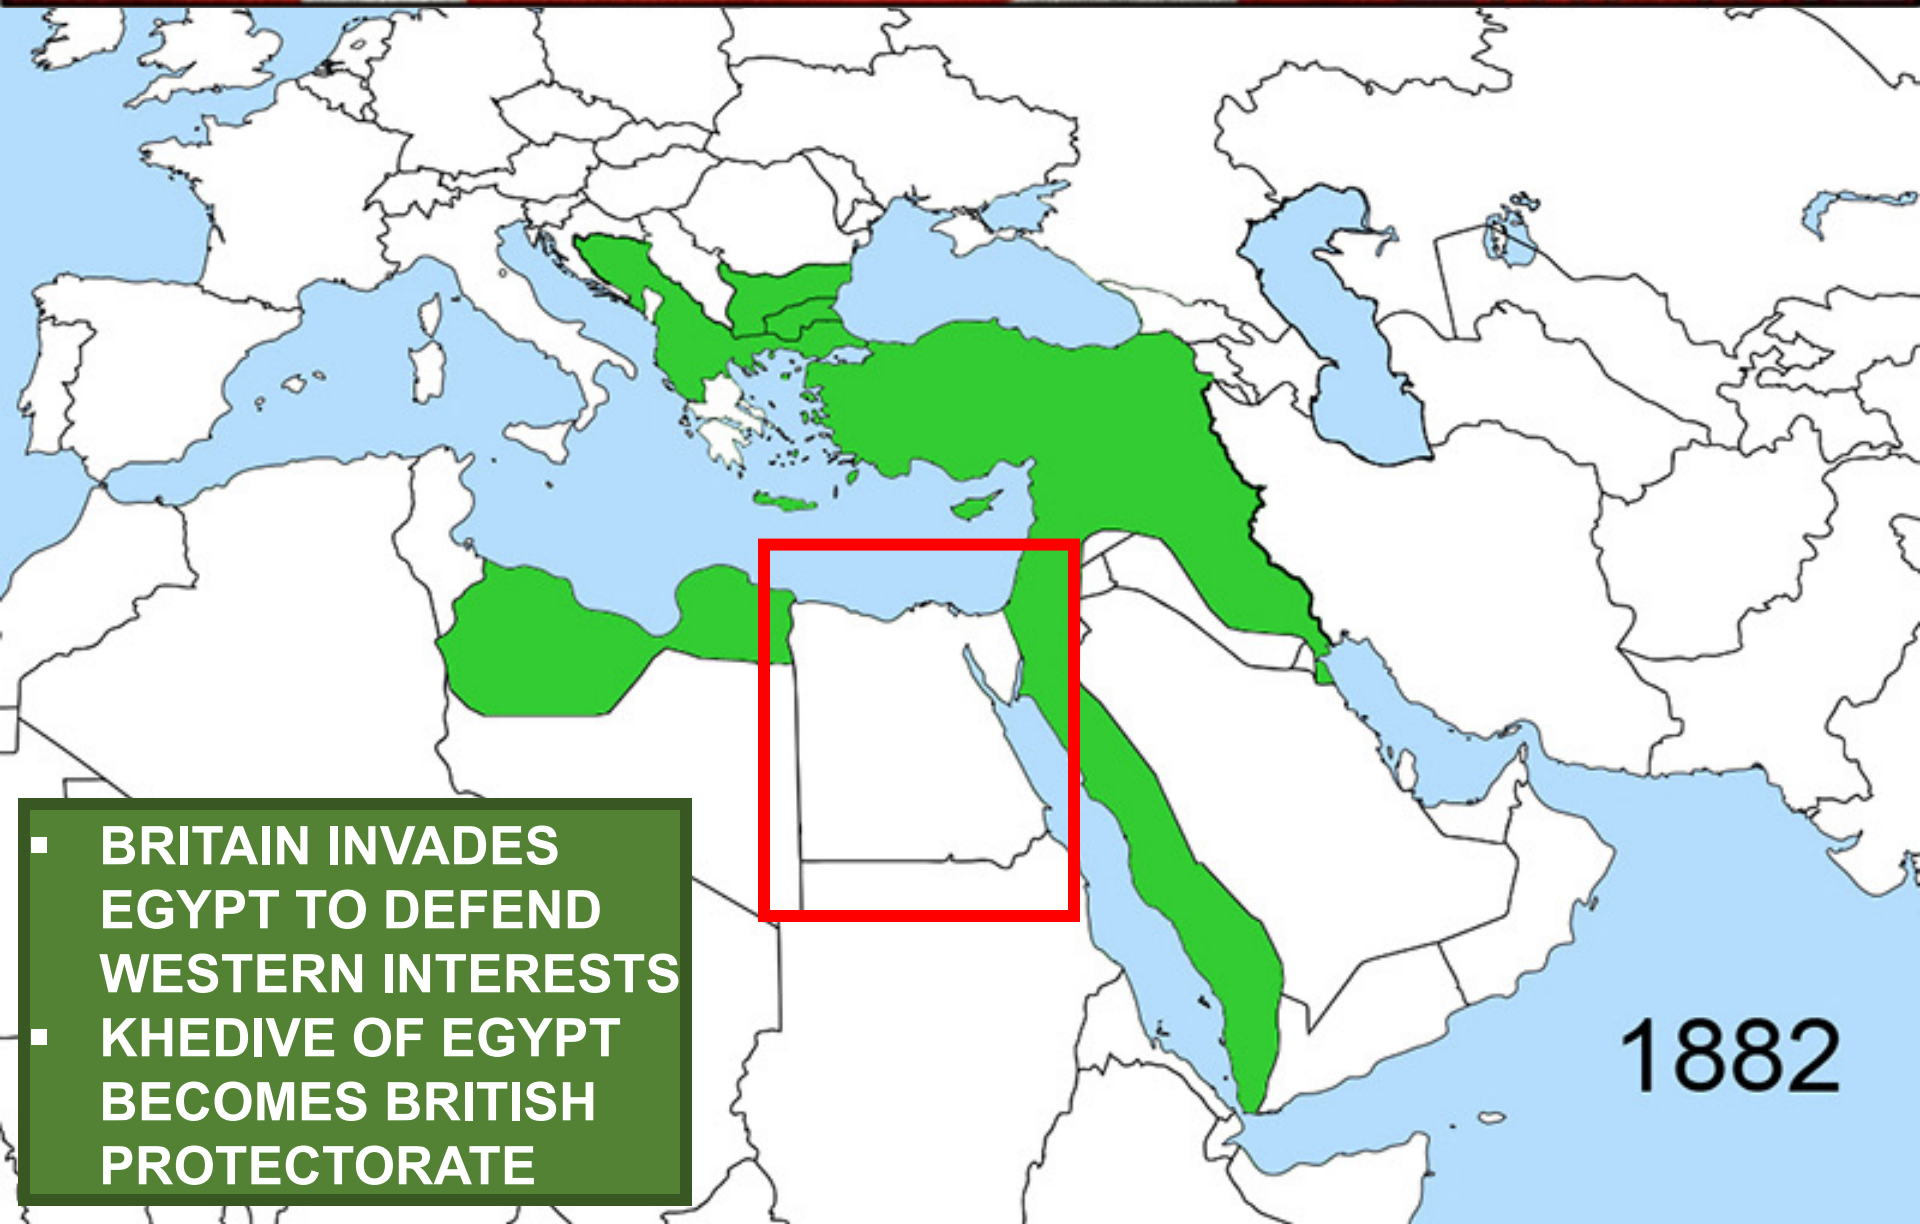 ▪ BRITAIN INVADES
EGYPT TO DEFEND
WESTERN INTERESTS
▪ KHEDIVE OF EGYPT
BECOMES BRITISH
PROTECTORATE
1882